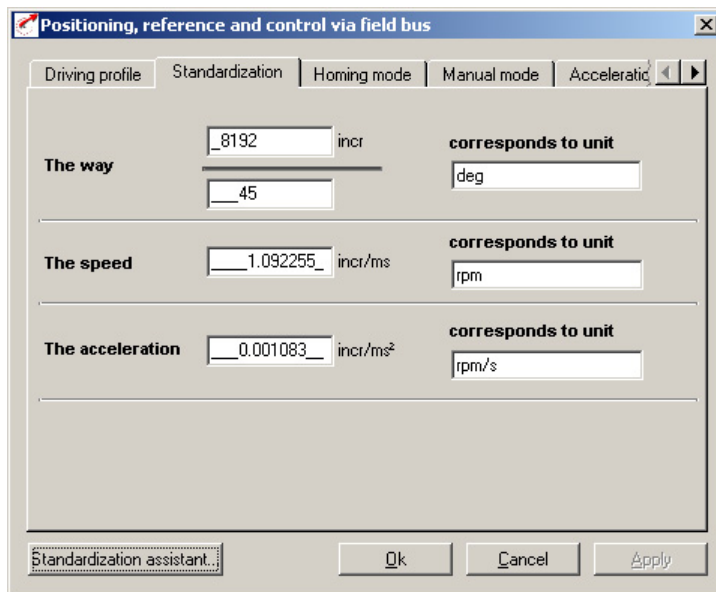 Positioning, reference and control via field bus
Driving profile Standardization Homing mode Manual mode Acceleratic
_8192 incr
The way
___45
corresponds to unit
deg
The speed ____1.092255_ incr/ms
corresponds to unit
rpm
The acceleration ___0.001083__ incr/ms²
corresponds to unit
rpm/s
Standardization assistant... Ok Cancel Apply